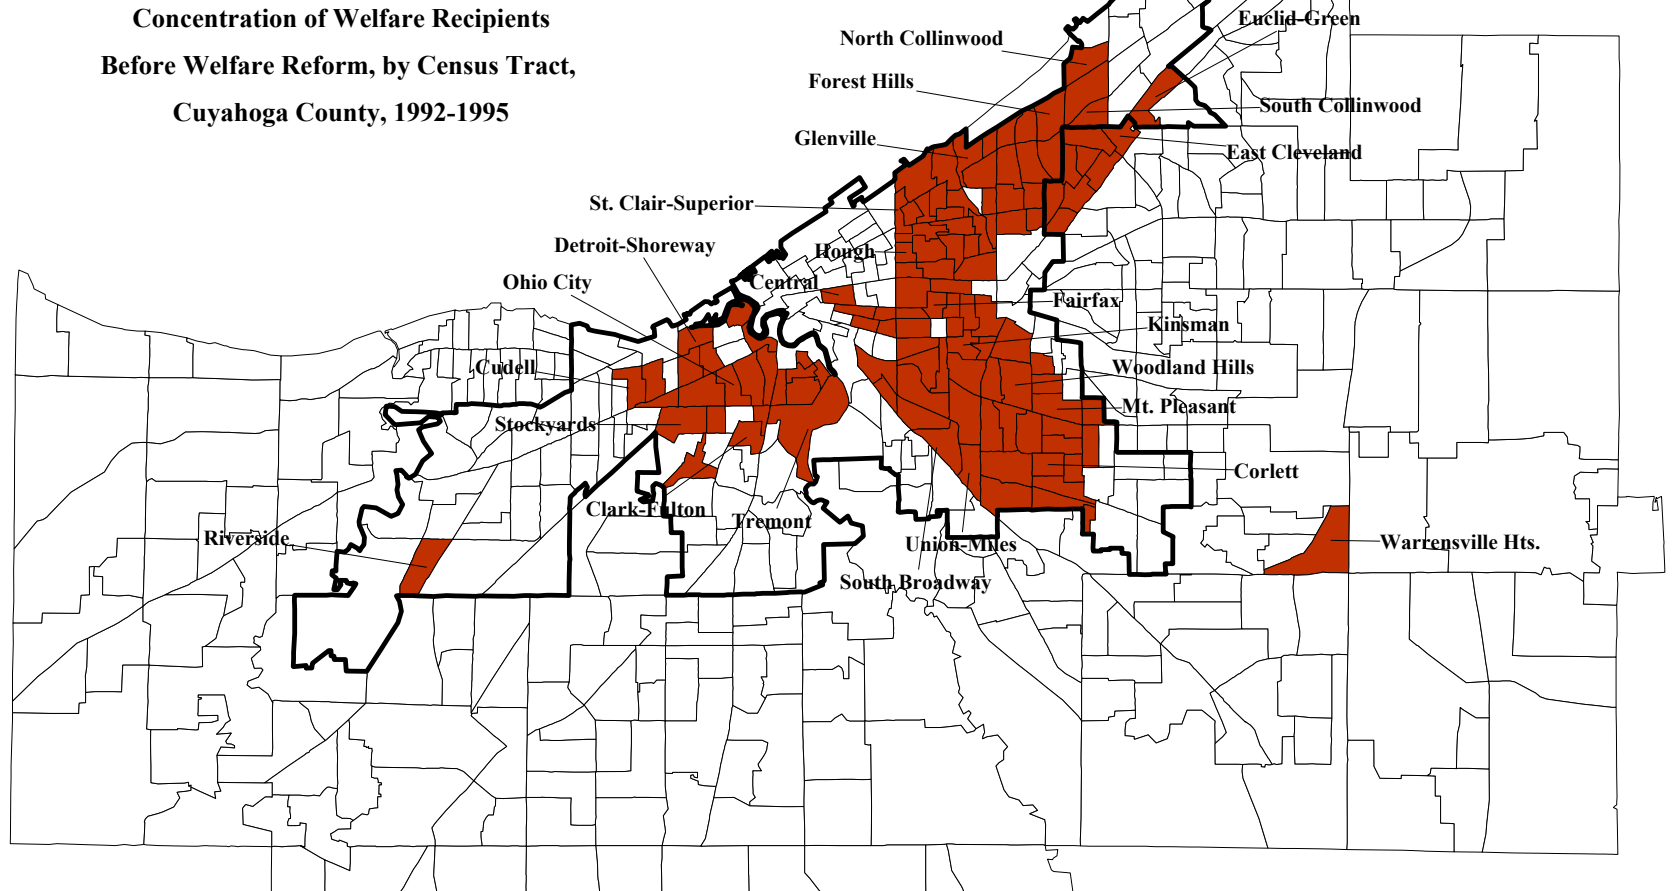 Concentration of Welfare Recipients
Before Welfare Reform, by Census Tract,
Cuyahoga County, 1992-1995
Euclid-Green
North Collinwood
Forest Hills
South Collinwood
Glenville
East Cleveland
St. Clair-Superior
Detroit-Shoreway
Hough
Ohio City
Central
Fairfax
Kinsman
Cudell
Woodland Hills
Mt. Pleasant
Stockyards
Corlett
Clark-Fulton
Tremont
Riverside
Union-Miles
Warrensville Hts.
South Broadway